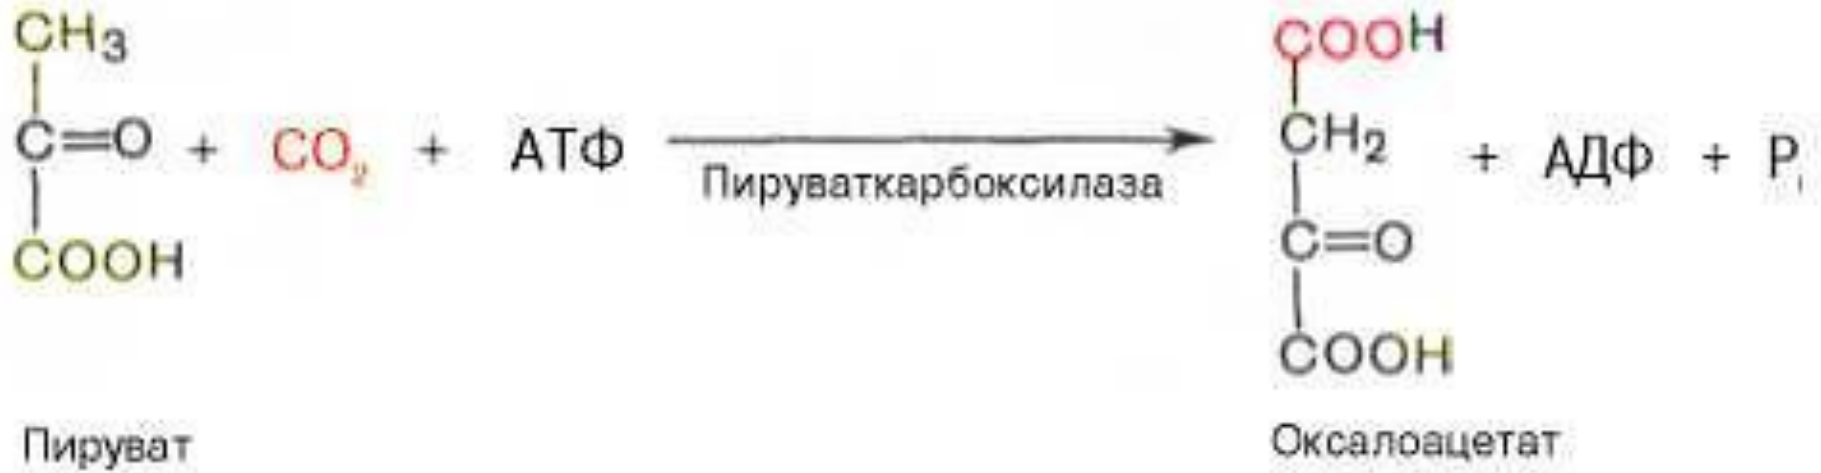 CH₃
C=O + CO₂ + АТФ
COOH
Пируваткарбоксилаза
COOH
CH₂
C=O
COOH
+ АДФ + Pᵢ
Пируват
Оксалоацетат